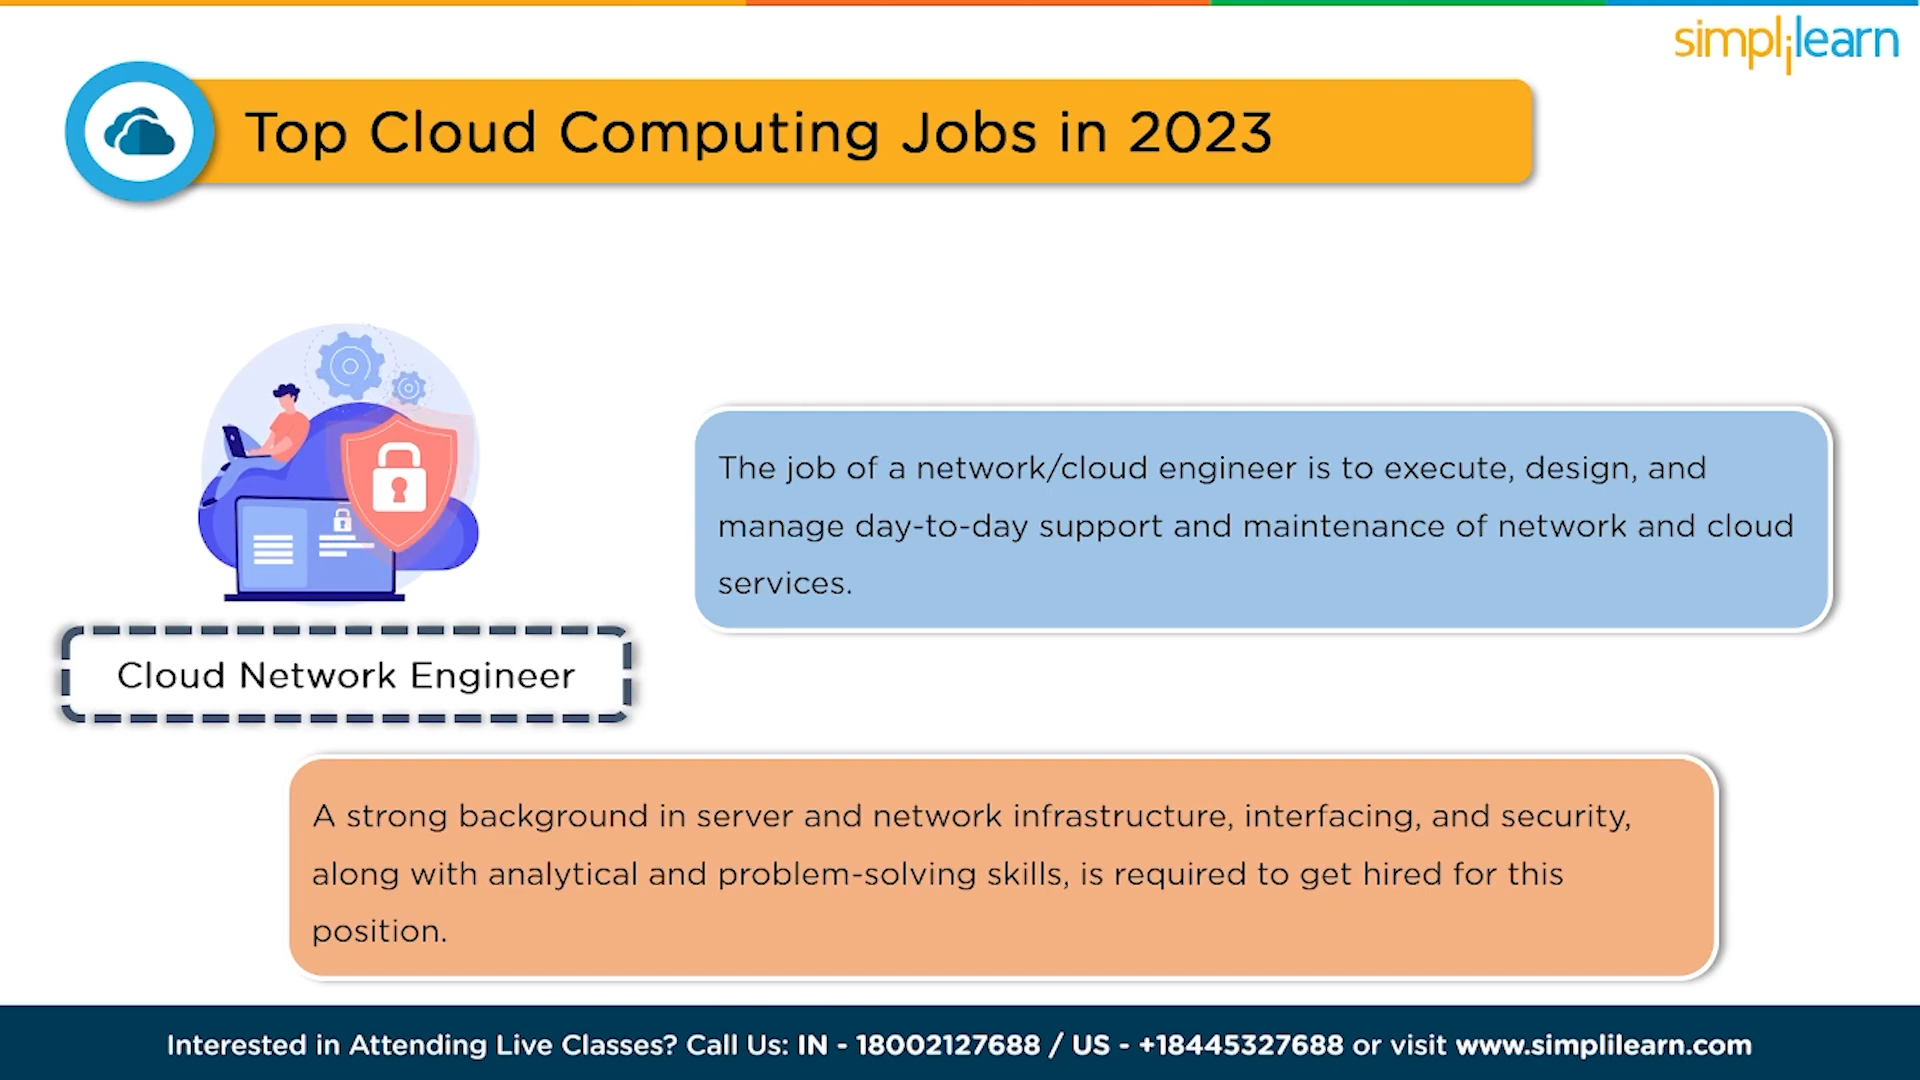 simplilearn
Top Cloud Computing Jobs in 2023
The job of a network/cloud engineer is to execute, design, and
manage day-to-day support and maintenance of network and cloud
services.
Cloud Network Engineer
A strong background in server and network infrastructure, interfacing, and security,
along with analytical and problem-solving skills, is required to get hired for this
position.
Interested in Attending Live Classes? Call Us: IN - 18002127688 / US - +18445327688 or visit www.simplilearn.com